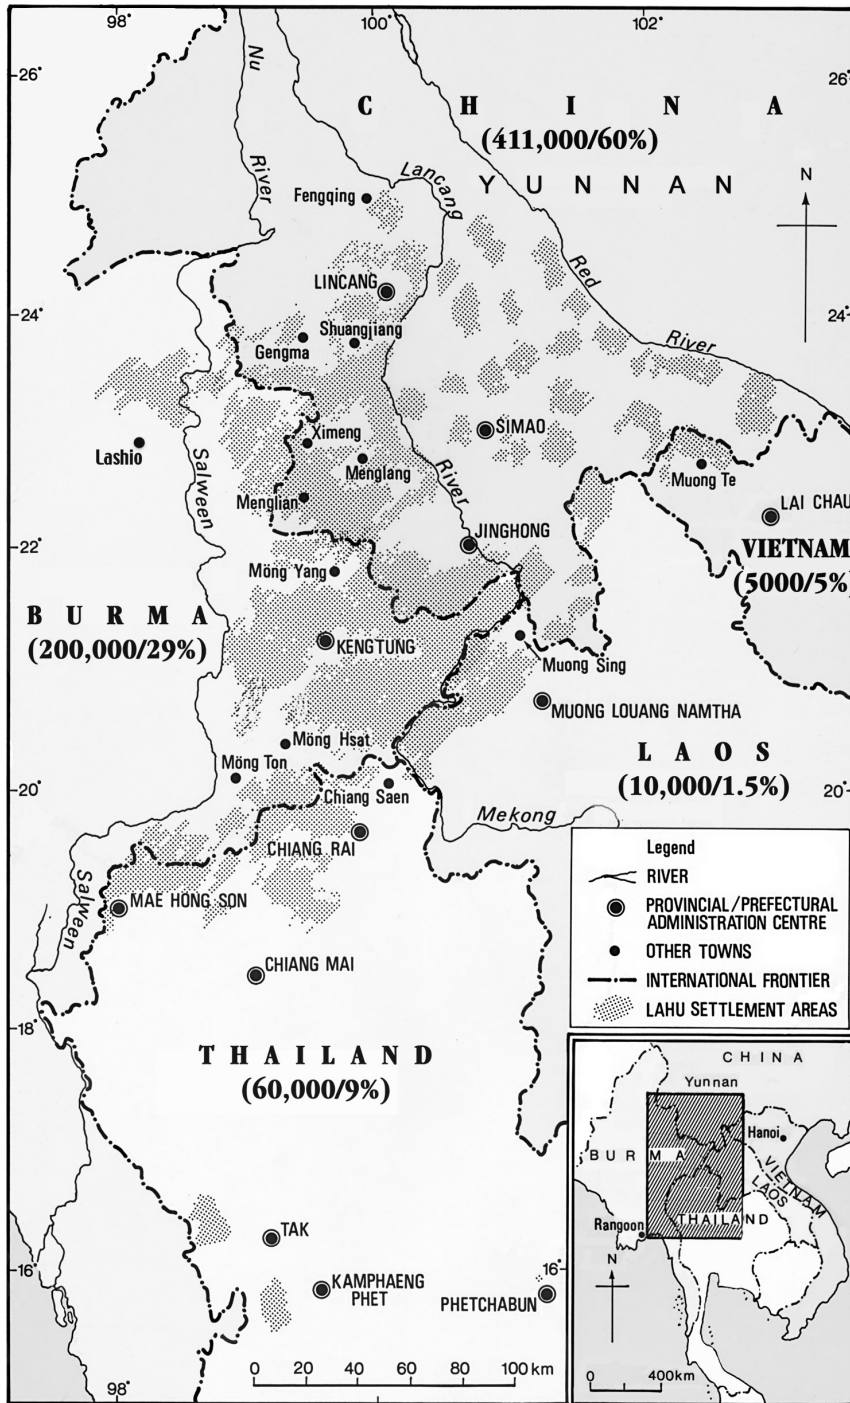 98°
100°
102°
26°
26°
Nu
River
C H I N A
(411,000/60%)
Y U N N A N
N
Lancang
Fengqing
Red
River
LINCANG
24°
24°
Shuangjiang
Gengma
Ximeng
SIMAO
Lashio
Salween
Menglang
River
Muong Te
Menglian
LAI CHAU
JINGHONG
22°
VIETNAM
(5000/5%)
Möng Yang
B U R M A
(200,000/29%)
KENGTUNG
Muong Sing
MUONG LOUANG NAMTHA
Möng Hsat
L A O S
(10,000/1.5%)
Möng Ton
20°
20°
Chiang Saen
Mekong
CHIANG RAI
Salween
MAE HONG SON
CHIANG MAI
18°
T H A I L A N D
(60,000/9%)
TAK
16°
16°
KAMPHAENG
PHET
PHETCHABUN
0 20 40 60 80 100 km
98°
Legend
RIVER
PROVINCIAL/PREFECTURAL
ADMINISTRATION CENTRE
OTHER TOWNS
INTERNATIONAL FRONTIER
LAHU SETTLEMENT AREAS
C H I N A
Yunnan
Hanoi
B U R M A
VIETNAM
LAOS
THAILAND
Rangoon
N
0 400km